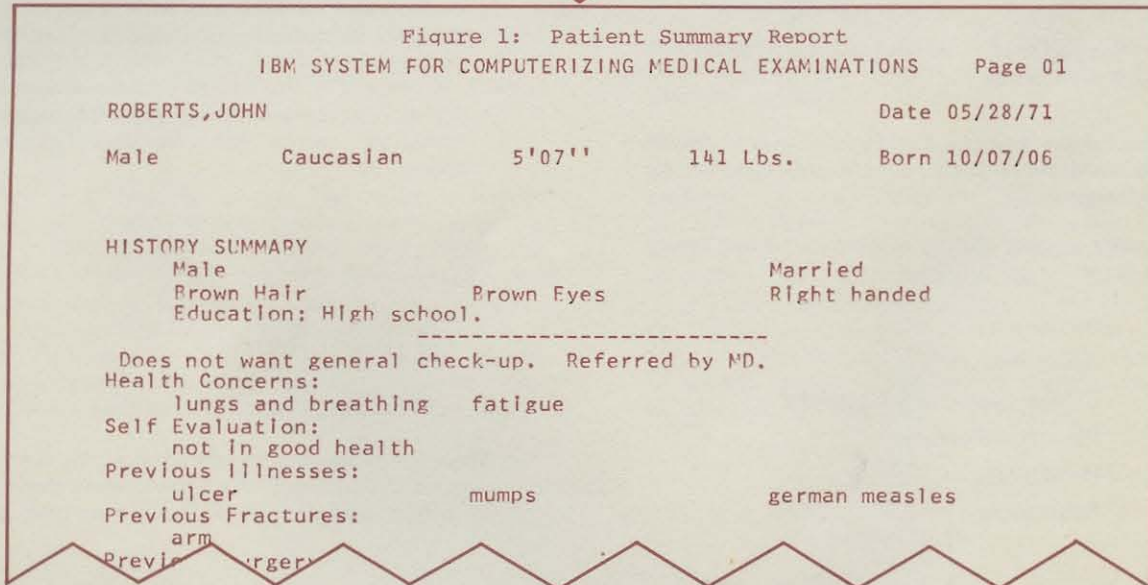 Figure 1: Patient Summary Report
IBM SYSTEM FOR COMPUTERIZING MEDICAL EXAMINATIONS Page 01
ROBERTS,JOHN Date 05/28/71
Male Caucasian 5'07'' 141 Lbs. Born 10/07/06
HISTORY SUMMARY
Male Married
Brown Hair Brown Eyes Right handed
Education: High school.
---------------------------
Does not want general check-up. Referred by MD.
Health Concerns:
lungs and breathing fatigue
Self Evaluation:
not in good health
Previous Illnesses:
ulcer mumps german measles
Previous Fractures:
arm